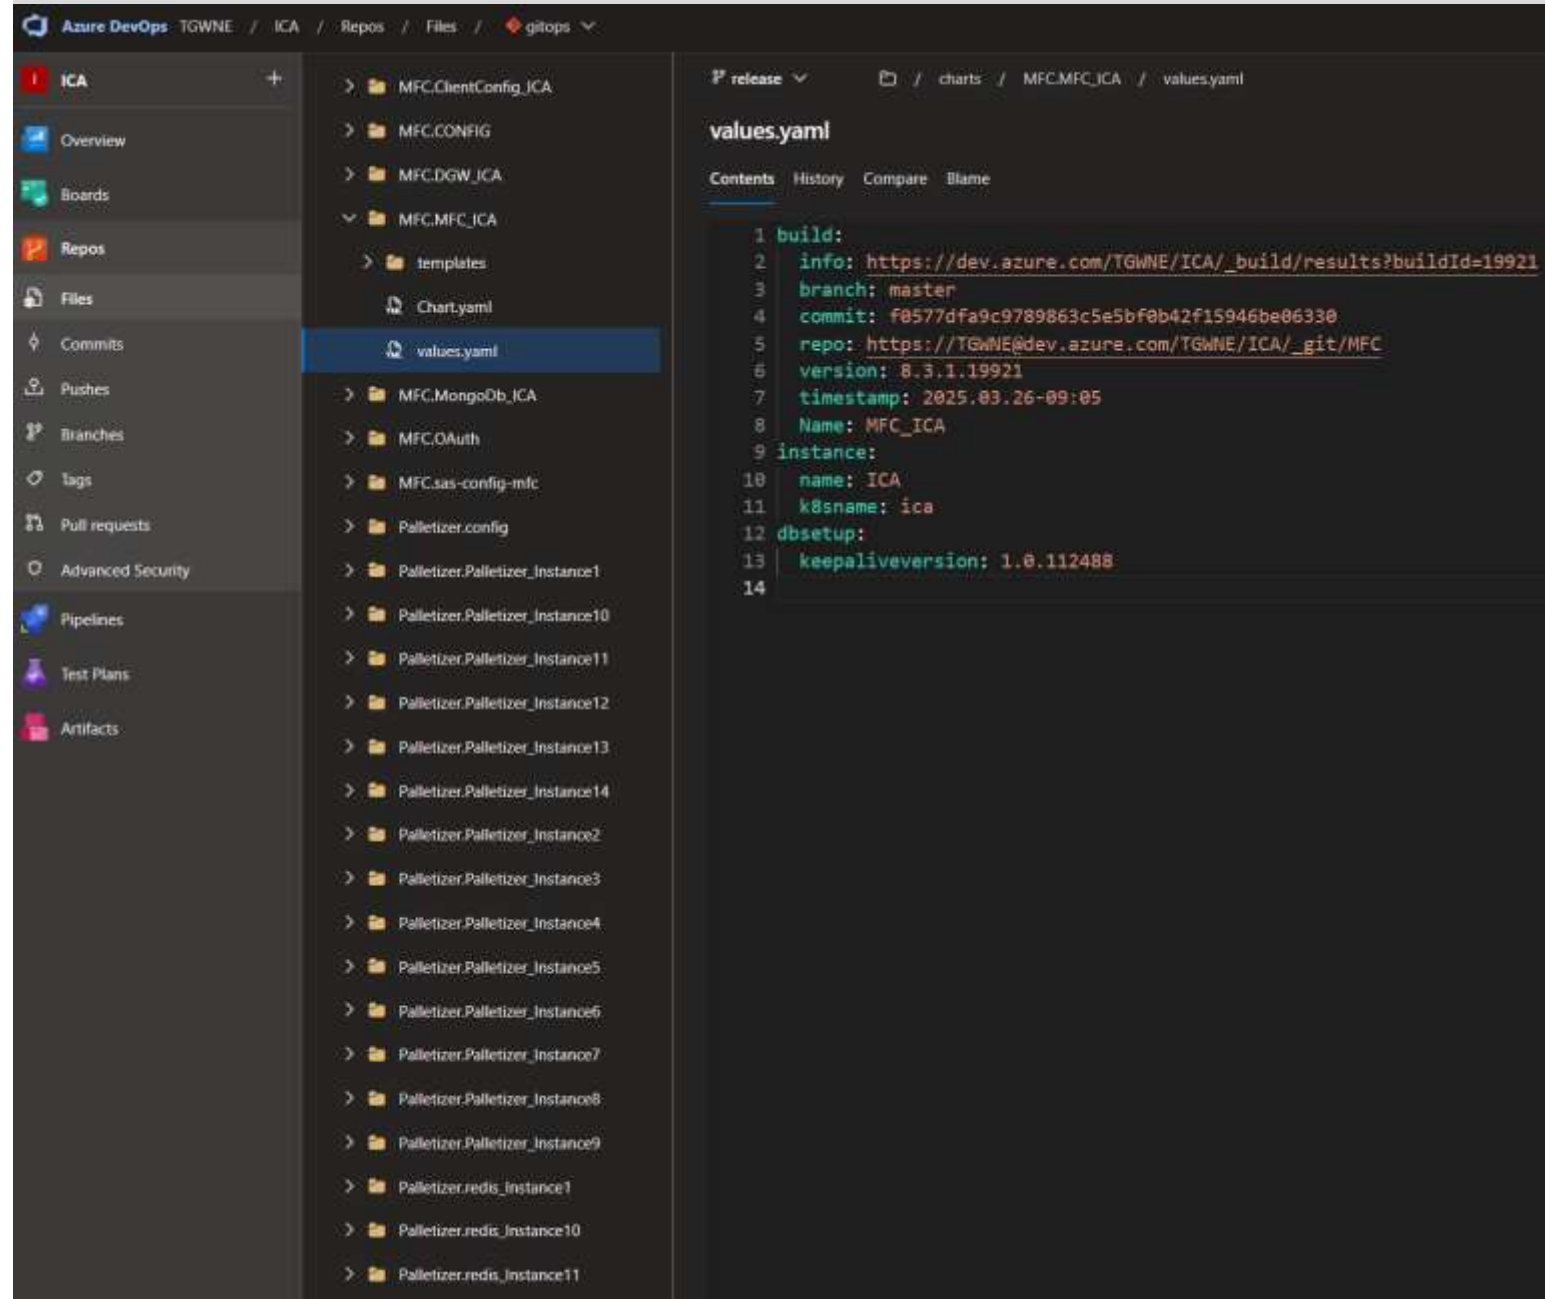 Azure DevOps TGWNE / ICA / Repos / Files / gitops
I ICA +
Overview
Boards
Repos
Files
Commits
Pushes
Branches
Tags
Pull requests
Advanced Security
Pipelines
Test Plans
Artifacts
MFC.ClientConfig_ICA
MFC.CONFIG
MFC.DGW_ICA
MFC.MFC_ICA
templates
Chart.yaml
values.yaml
MFC.MongoDb_ICA
MFC.OAuth
MFC.sas-config-mfc
Palletizer.config
Palletizer.Palletizer_Instance1
Palletizer.Palletizer_Instance10
Palletizer.Palletizer_Instance11
Palletizer.Palletizer_Instance12
Palletizer.Palletizer_Instance13
Palletizer.Palletizer_Instance14
Palletizer.Palletizer_Instance2
Palletizer.Palletizer_Instance3
Palletizer.Palletizer_Instance4
Palletizer.Palletizer_Instance5
Palletizer.Palletizer_Instance6
Palletizer.Palletizer_Instance7
Palletizer.Palletizer_Instance8
Palletizer.Palletizer_Instance9
Palletizer.redis_Instance1
Palletizer.redis_Instance10
Palletizer.redis_Instance11
release / charts / MFC.MFC_ICA / values.yaml
values.yaml
Contents History Compare Blame
1 build:
2 info: https://dev.azure.com/TGWNE/ICA/_build/results?buildId=19921
3 branch: master
4 commit: f0577dfa9c9789863c5e5bf0b42f15946be06330
5 repo: https://TGWNE@dev.azure.com/TGWNE/ICA/_git/MFC
6 version: 8.3.1.19921
7 timestamp: 2025.03.26-09:05
8 Name: MFC_ICA
9 instance:
10 name: ICA
11 k8sname: ica
12 dbsetup:
13 keepaliveversion: 1.0.112488
14